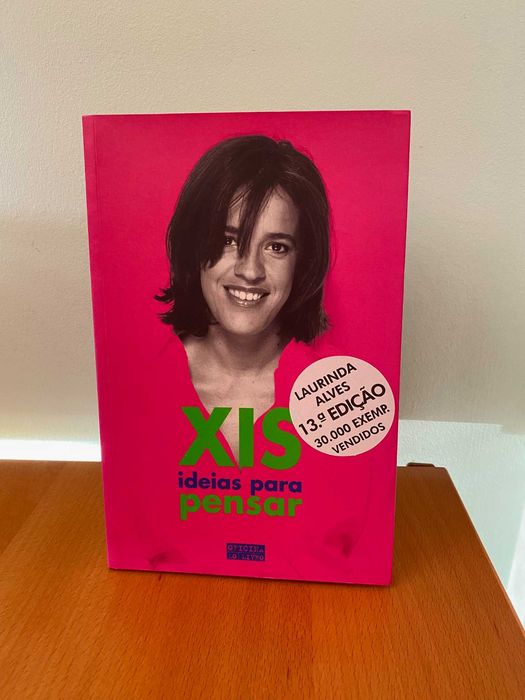 LAURINDA
ALVES
13.ª EDIÇÃO
30.000 EXEMP.
VENDIDOS
XIS
ideias para
pensar
OFICINA
DO LIVRO